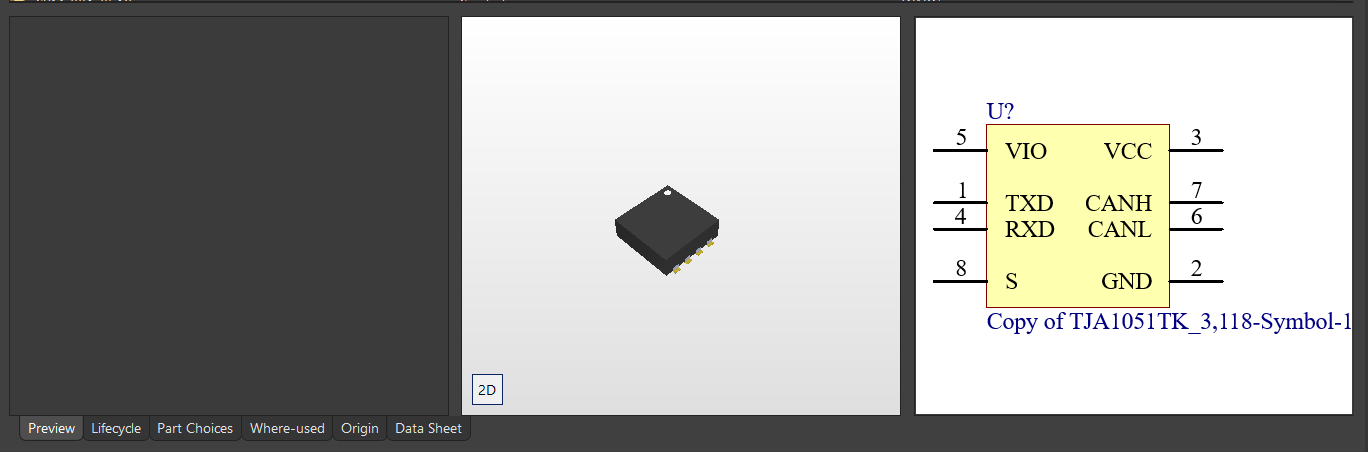 2D
U?
5 VIO VCC 3
1 TXD CANH 7
4 RXD CANL 6
8 S GND 2
Copy of TJA1051TK_3,118-Symbol-1
Preview Lifecycle Part Choices Where-used Origin Data Sheet